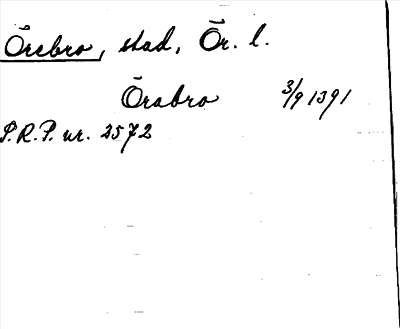 Örebro, stad, Ör. l.
Örabro 3/9 1391
S.R.P. nr. 2572